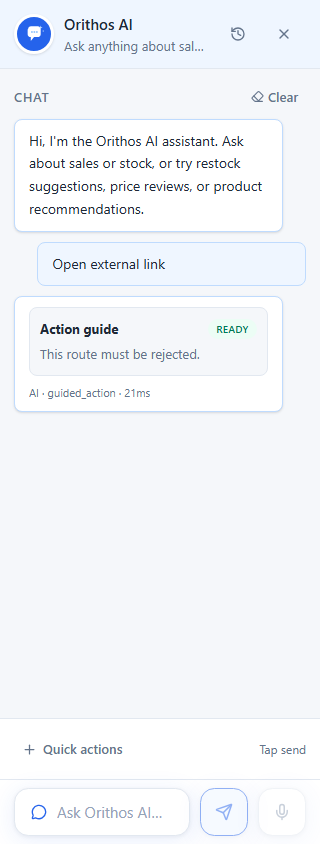 Orithos AI
Ask anything about sal...
CHAT
Clear
Hi, I'm the Orithos AI assistant. Ask
about sales or stock, or try restock
suggestions, price reviews, or product
recommendations.
Open external link
Action guide
READY
This route must be rejected.
AI · guided_action · 21ms
Quick actions
Tap send
Ask Orithos AI...